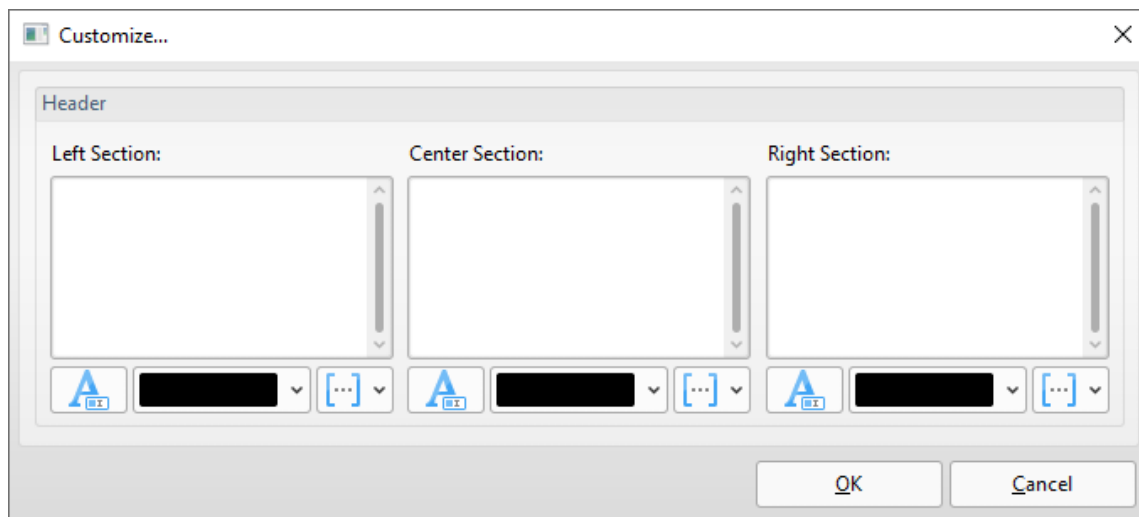 Customize...
Header
Left Section:
Center Section:
Right Section:
OK
Cancel